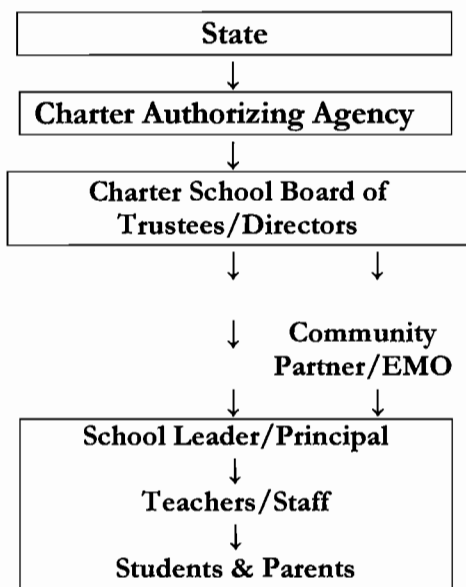 State
Charter Authorizing Agency
Charter School Board of
Trustees/Directors
Community
Partner/EMO
School Leader/Principal
Teachers/Staff
Students & Parents